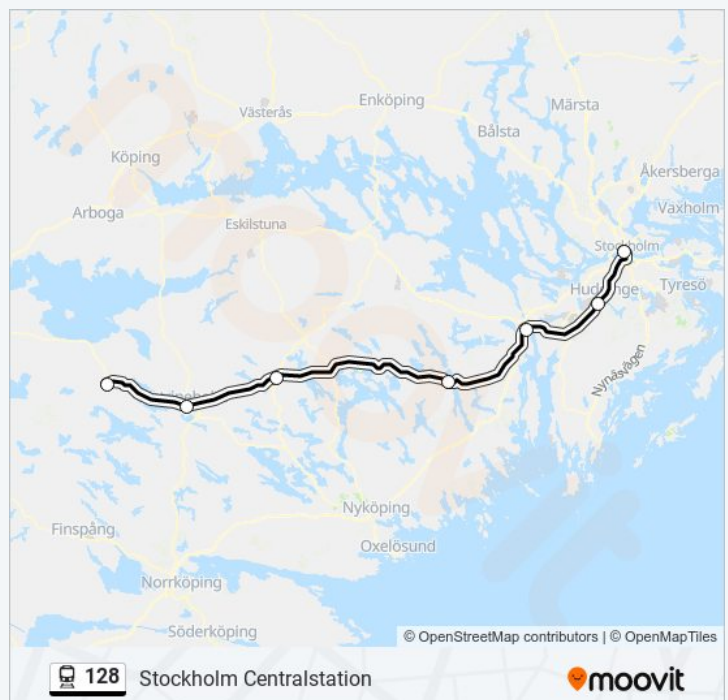 Enköping
Märsta
Västerås
Bålsta
Köping
Åkersberga
Arboga
Vaxholm
Eskilstuna
Stockholm
Huddinge
Tyresö
Nynäsvägen
Nyköping
Finspång
Oxelösund
Norrköping
Söderköping
© OpenStreetMap contributors | © OpenMapTiles
128 Stockholm Centralstation
moovit